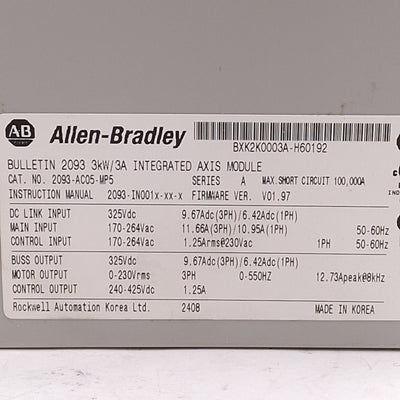 AB Allen-Bradley BXK2K0003A-H60192
BULLETIN 2093 3kW/3A INTEGRATED AXIS MODULE
CAT. NO. 2093-AC05-MP5 SERIES A MAX.SHORT CIRCUIT 100,000A
INSTRUCTION MANUAL 2093-IN001x-xx-x FIRMWARE VER. V01.97
DC LINK INPUT 325Vdc 9.67Adc(3PH)/6.42Adc(1PH)
MAIN INPUT 170-264Vac 11.66A(3PH)/10.95A(1PH) 50-60Hz
CONTROL INPUT 170-264Vac 1.25Arms@230Vac 1PH 50-60Hz
BUSS OUTPUT 325Vdc 9.67Adc(3PH)/6.42Adc(1PH)
MOTOR OUTPUT 0-230Vrms 3PH 0-550HZ 12.73Apeak@8kHz
CONTROL OUTPUT 240-425Vdc 1.25A
Rockwell Automation Korea Ltd. 2408 MADE IN KOREA